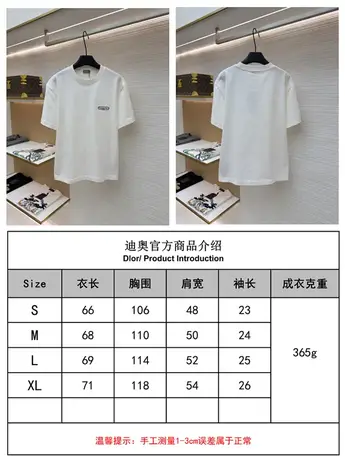 迪奥官方商品介绍
Dior/ Product Introduction
Size 衣长 胸围 肩宽 袖长 成衣克重
S 66 106 48 23
M 68 110 50 24
L 69 114 52 25
XL 71 118 54 26
365g
温馨提示：手工测量1-3cm误差属于正常